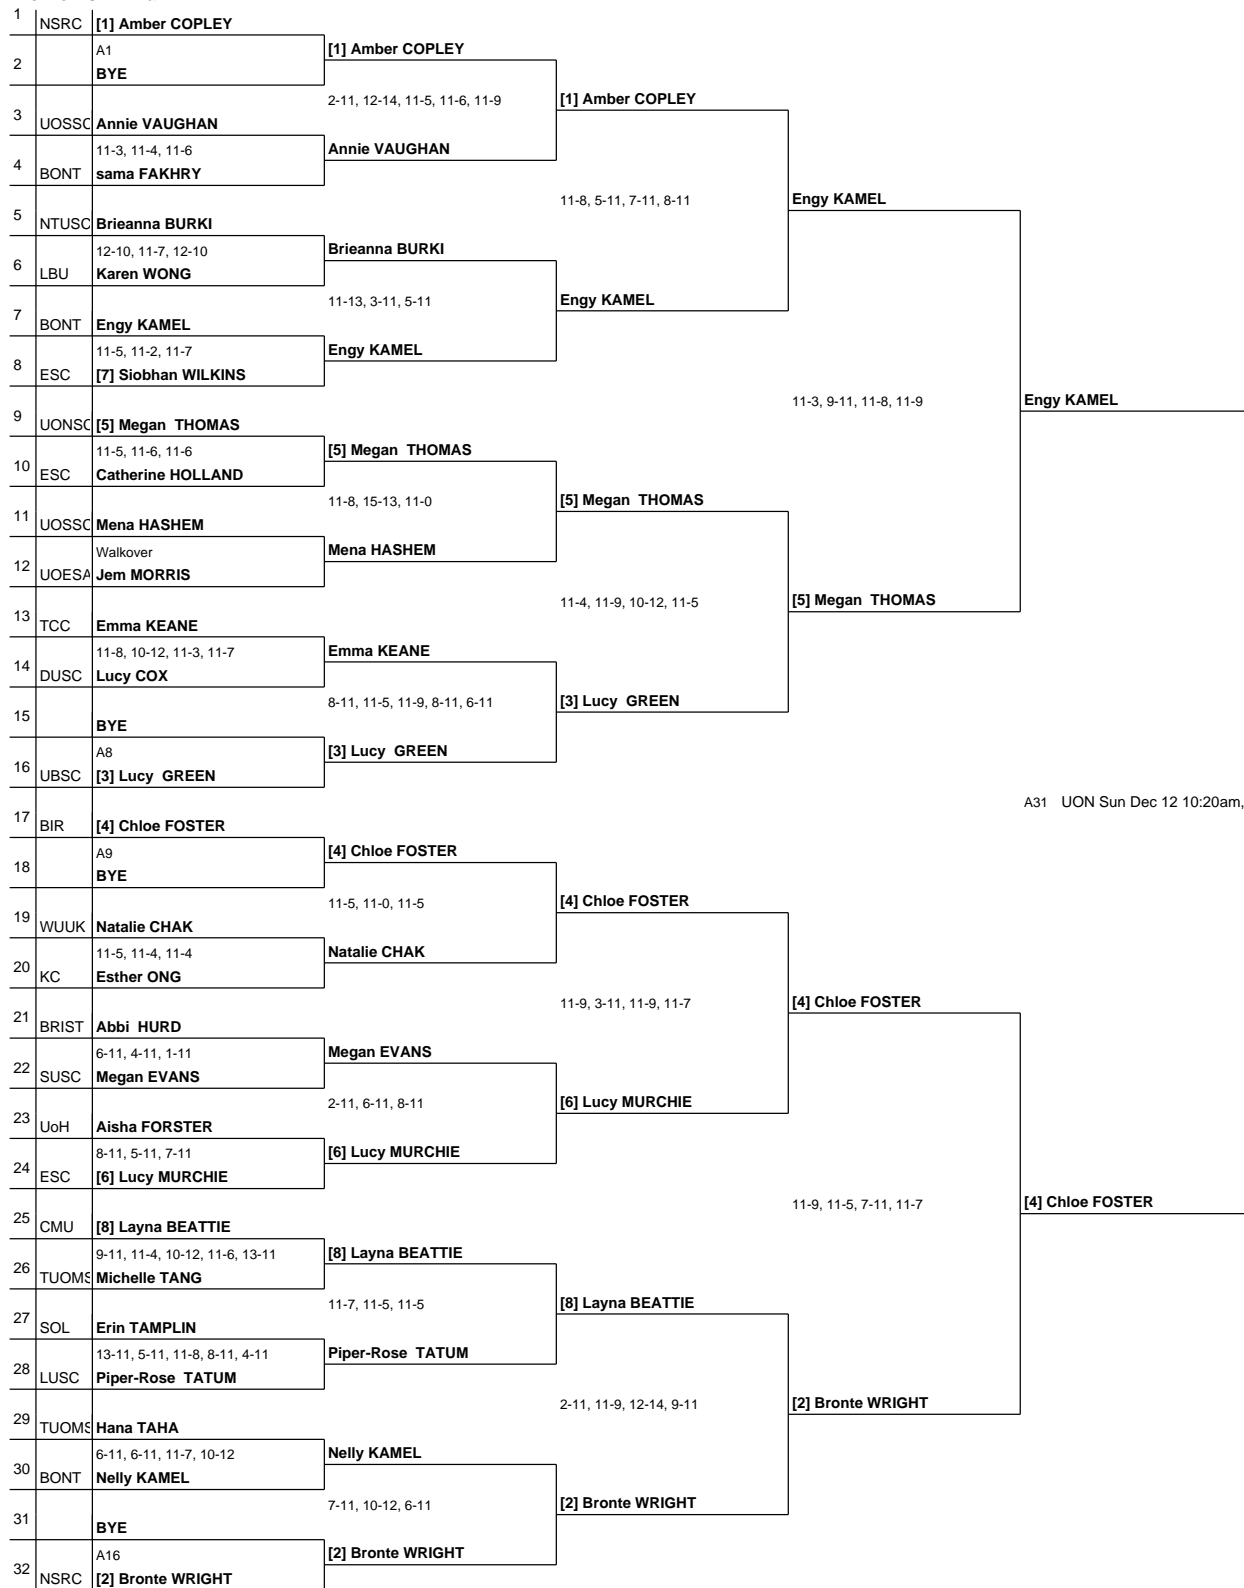 1 NSRC [1] Amber COPLEY
A1 [1] Amber COPLEY
2 BYE
2-11, 12-14, 11-5, 11-6, 11-9 [1] Amber COPLEY
3 UOSSC Annie VAUGHAN
11-3, 11-4, 11-6 Annie VAUGHAN
4 BONT sama FAKHRY
11-8, 5-11, 7-11, 8-11 Engy KAMEL
5 NTUSC Brieanna BURKI
12-10, 11-7, 12-10 Brieanna BURKI
6 LBU Karen WONG
11-13, 3-11, 5-11 Engy KAMEL
7 BONT Engy KAMEL
11-5, 11-2, 11-7 Engy KAMEL
8 ESC [7] Siobhan WILKINS
11-3, 9-11, 11-8, 11-9 Engy KAMEL
9 UONSC [5] Megan THOMAS
11-5, 11-6, 11-6 [5] Megan THOMAS
10 ESC Catherine HOLLAND
11-8, 15-13, 11-0 [5] Megan THOMAS
11 UOSSC Mena HASHEM
Walkover Mena HASHEM
12 UOESA Jem MORRIS
11-4, 11-9, 10-12, 11-5 [5] Megan THOMAS
13 TCC Emma KEANE
11-8, 10-12, 11-3, 11-7 Emma KEANE
14 DUSC Lucy COX
8-11, 11-5, 11-9, 8-11, 6-11 [3] Lucy GREEN
15 BYE
A8 [3] Lucy GREEN
16 UBSC [3] Lucy GREEN
A31 UON Sun Dec 12 10:20am,
17 BIR [4] Chloe FOSTER
A9 [4] Chloe FOSTER
18 BYE
11-5, 11-0, 11-5 [4] Chloe FOSTER
19 WUUK Natalie CHAK
11-5, 11-4, 11-4 Natalie CHAK
20 KC Esther ONG
11-9, 3-11, 11-9, 11-7 [4] Chloe FOSTER
21 BRIST Abbi HURD
6-11, 4-11, 1-11 Megan EVANS
22 SUSC Megan EVANS
2-11, 6-11, 8-11 [6] Lucy MURCHIE
23 UoH Aisha FORSTER
8-11, 5-11, 7-11 [6] Lucy MURCHIE
24 ESC [6] Lucy MURCHIE
11-9, 11-5, 7-11, 11-7 [4] Chloe FOSTER
25 CMU [8] Layna BEATTIE
9-11, 11-4, 10-12, 11-6, 13-11 [8] Layna BEATTIE
26 TUOMS Michelle TANG
11-7, 11-5, 11-5 [8] Layna BEATTIE
27 SOL Erin TAMPLIN
13-11, 5-11, 11-8, 8-11, 4-11 Piper-Rose TATUM
28 LUSC Piper-Rose TATUM
2-11, 11-9, 12-14, 9-11 [2] Bronte WRIGHT
29 TUOMS Hana TAHA
6-11, 6-11, 11-7, 10-12 Nelly KAMEL
30 BONT Nelly KAMEL
7-11, 10-12, 6-11 [2] Bronte WRIGHT
31 BYE
A16 [2] Bronte WRIGHT
32 NSRC [2] Bronte WRIGHT